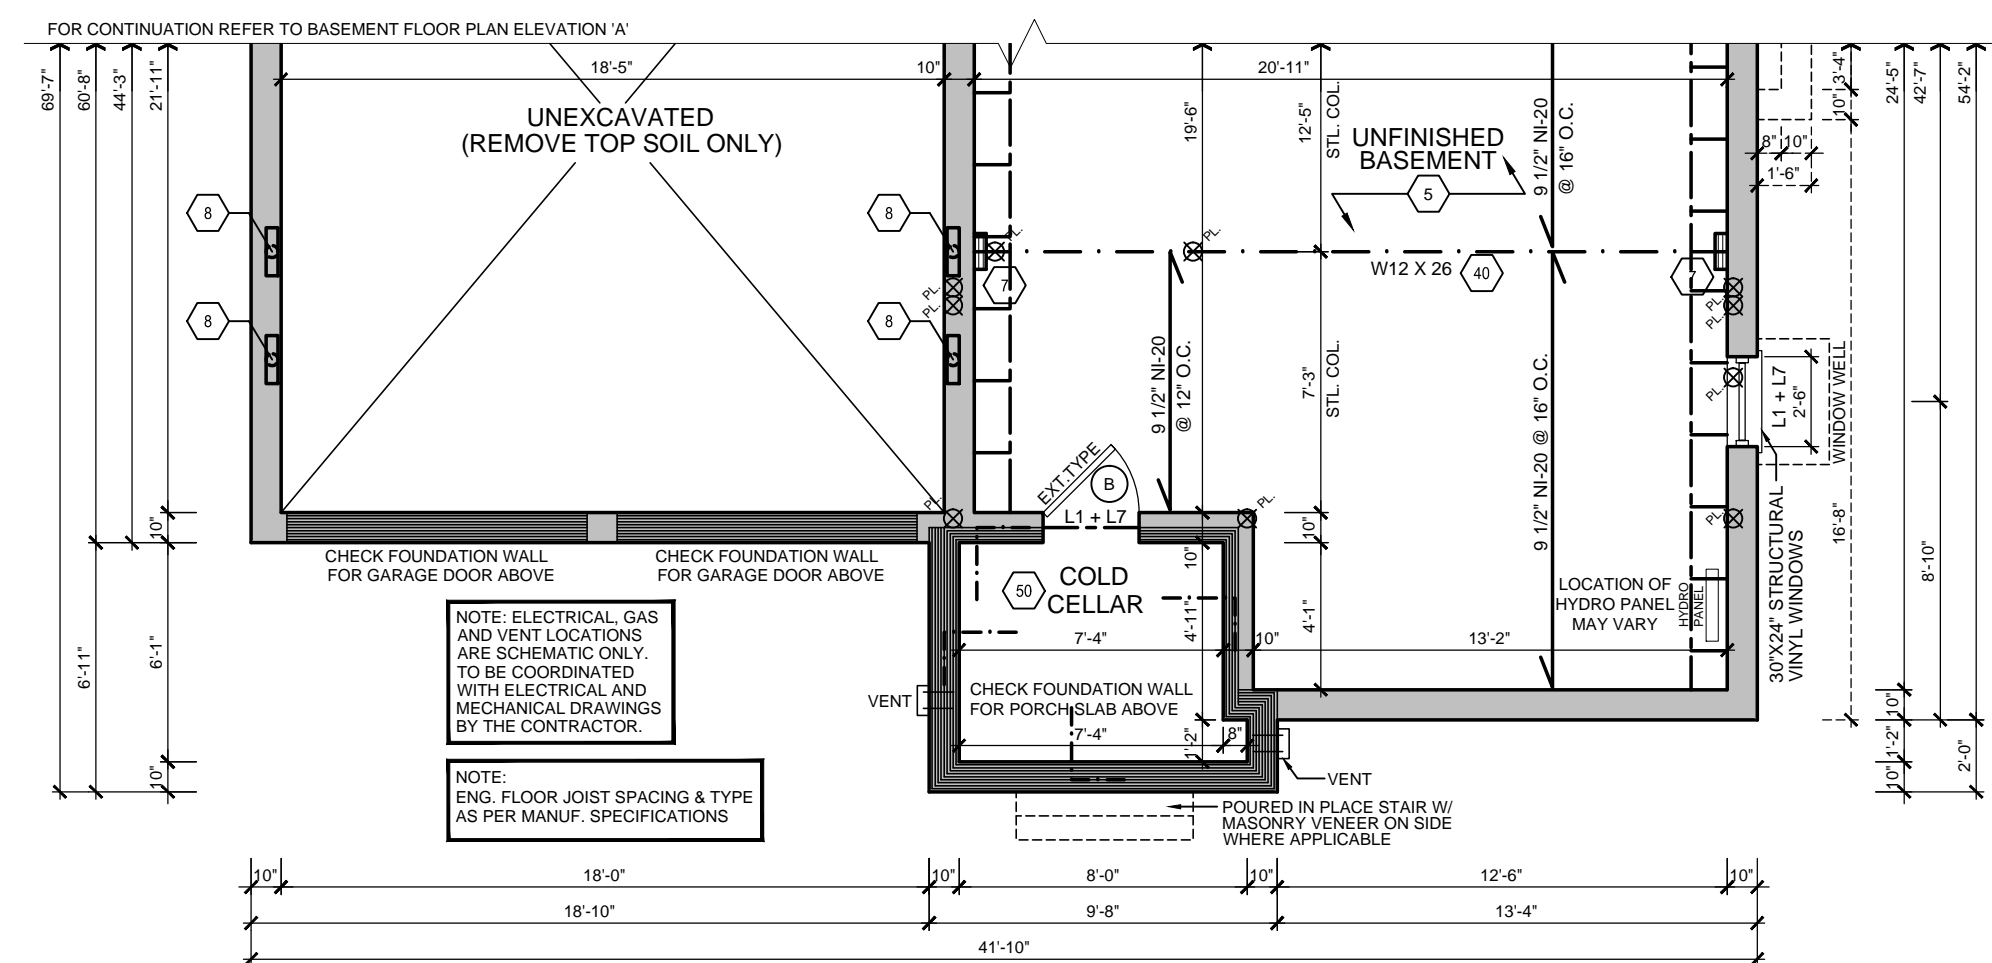 FOR CONTINUATION REFER TO BASEMENT FLOOR PLAN ELEVATION 'A'
69'-7"
60'-8"
44'-3"
21'-11"
18'-5"
10"
20'-11"
UNEXCAVATED
(REMOVE TOP SOIL ONLY)
19'-6"
12'-5"
STL. COL.
UNFINISHED
BASEMENT
5
9 1/2" NI-20
@ 16" O.C.
3'-4"
10"
24'-5"
42'-7"
54'-2"
8" 10"
1'-6"
8
8
8
8
PL.
PL.
7
W12 X 26
40
7
PL.
PL.
PL.
PL.
9 1/2" NI-20
@ 12" O.C.
7'-3"
STL. COL.
9 1/2" NI-20 @ 16" O.C.
PL.
L1 + L7
2'-6"
WINDOW WELL
EXT.TYPE
B
L1 + L7
PL.
PL.
PL.
30"X24" STRUCTURAL
VINYL WINDOWS
16'-8"
8'-10"
10"
CHECK FOUNDATION WALL
FOR GARAGE DOOR ABOVE
CHECK FOUNDATION WALL
FOR GARAGE DOOR ABOVE
10"
10"
50
COLD
CELLAR
LOCATION OF
HYDRO PANEL
MAY VARY
HYDRO
PANEL
4'-11"
4'-1"
7'-4"
10"
13'-2"
6'-11"
6'-1"
NOTE: ELECTRICAL, GAS
AND VENT LOCATIONS
ARE SCHEMATIC ONLY.
TO BE COORDINATED
WITH ELECTRICAL AND
MECHANICAL DRAWINGS
BY THE CONTRACTOR.
VENT
CHECK FOUNDATION WALL
FOR PORCH SLAB ABOVE
7'-4"
8"
1'-2"
10"
1'-2"
10"
2'-0"
10"
NOTE:
ENG. FLOOR JOIST SPACING & TYPE
AS PER MANUF. SPECIFICATIONS
VENT
POURED IN PLACE STAIR W/
MASONRY VENEER ON SIDE
WHERE APPLICABLE
10"
18'-0"
10"
8'-0"
10"
12'-6"
10"
18'-10"
9'-8"
13'-4"
41'-10"